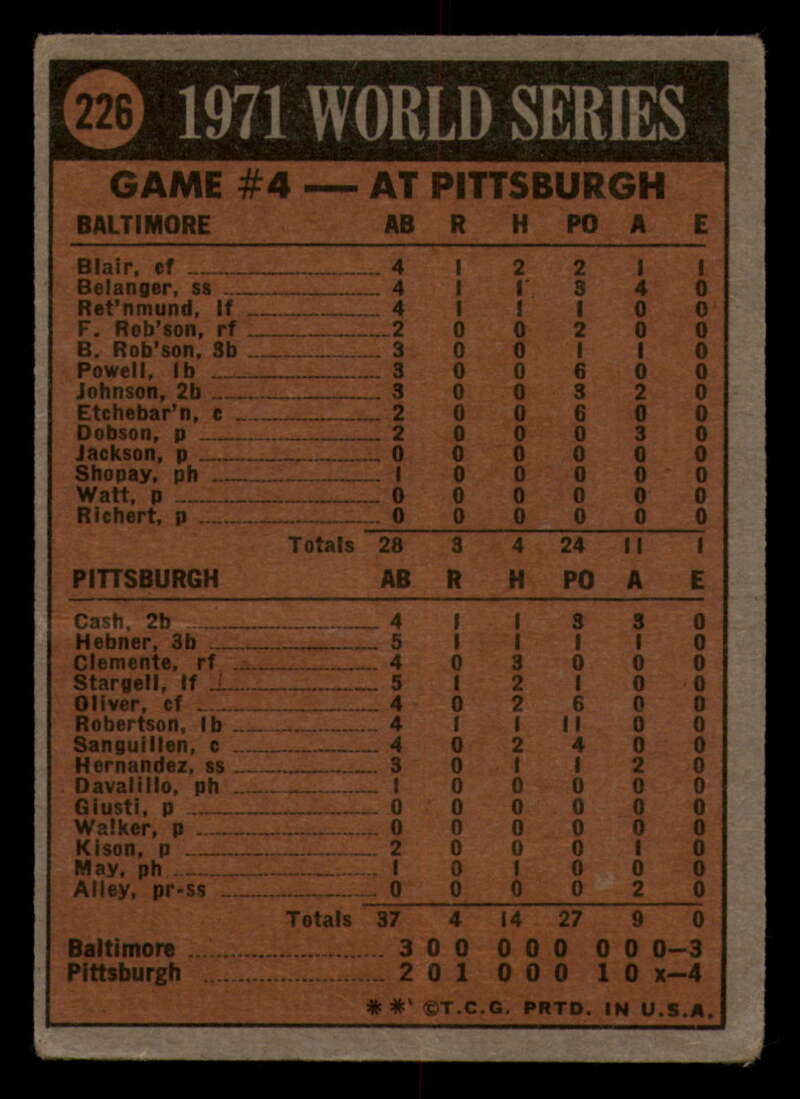 226 1971 WORLD SERIES
GAME #4 — AT PITTSBURGH
BALTIMORE AB R H PO A E
Blair, cf 4 1 2 2 1 1
Belanger, ss 4 1 1 3 4 0
Ret'nmund, lf 4 1 1 1 0 0
F. Rob'son, rf 2 0 0 2 0 0
B. Rob'son, 3b 3 0 0 1 1 0
Powell, 1b 3 0 0 6 0 0
Johnson, 2b 3 0 0 3 2 0
Etchebar'n, c 2 0 0 6 0 0
Dobson, p 2 0 0 0 3 0
Jackson, p 0 0 0 0 0 0
Shopay, ph 1 0 0 0 0 0
Watt, p 0 0 0 0 0 0
Richert, p 0 0 0 0 0 0
Totals 28 3 4 24 11 1
PITTSBURGH AB R H PO A E
Cash, 2b 4 1 1 3 3 0
Hebner, 3b 5 1 1 1 1 0
Clemente, rf 4 0 3 0 0 0
Stargell, lf 5 1 2 1 0 0
Oliver, cf 4 0 2 6 0 0
Robertson, 1b 4 1 1 11 0 0
Sanguillen, c 4 0 2 4 0 0
Hernandez, ss 3 0 1 1 2 0
Davalillo, ph 1 0 0 0 0 0
Giusti, p 0 0 0 0 0 0
Walker, p 0 0 0 0 0 0
Kison, p 2 0 0 0 1 0
May, ph 1 0 1 0 0 0
Alley, pr-ss 0 0 0 0 2 0
Totals 37 4 14 27 9 0
Baltimore 3 0 0 0 0 0 0 0 0—3
Pittsburgh 2 0 1 0 0 0 1 0 x—4
** ©T.C.G. PRTD. IN U.S.A.